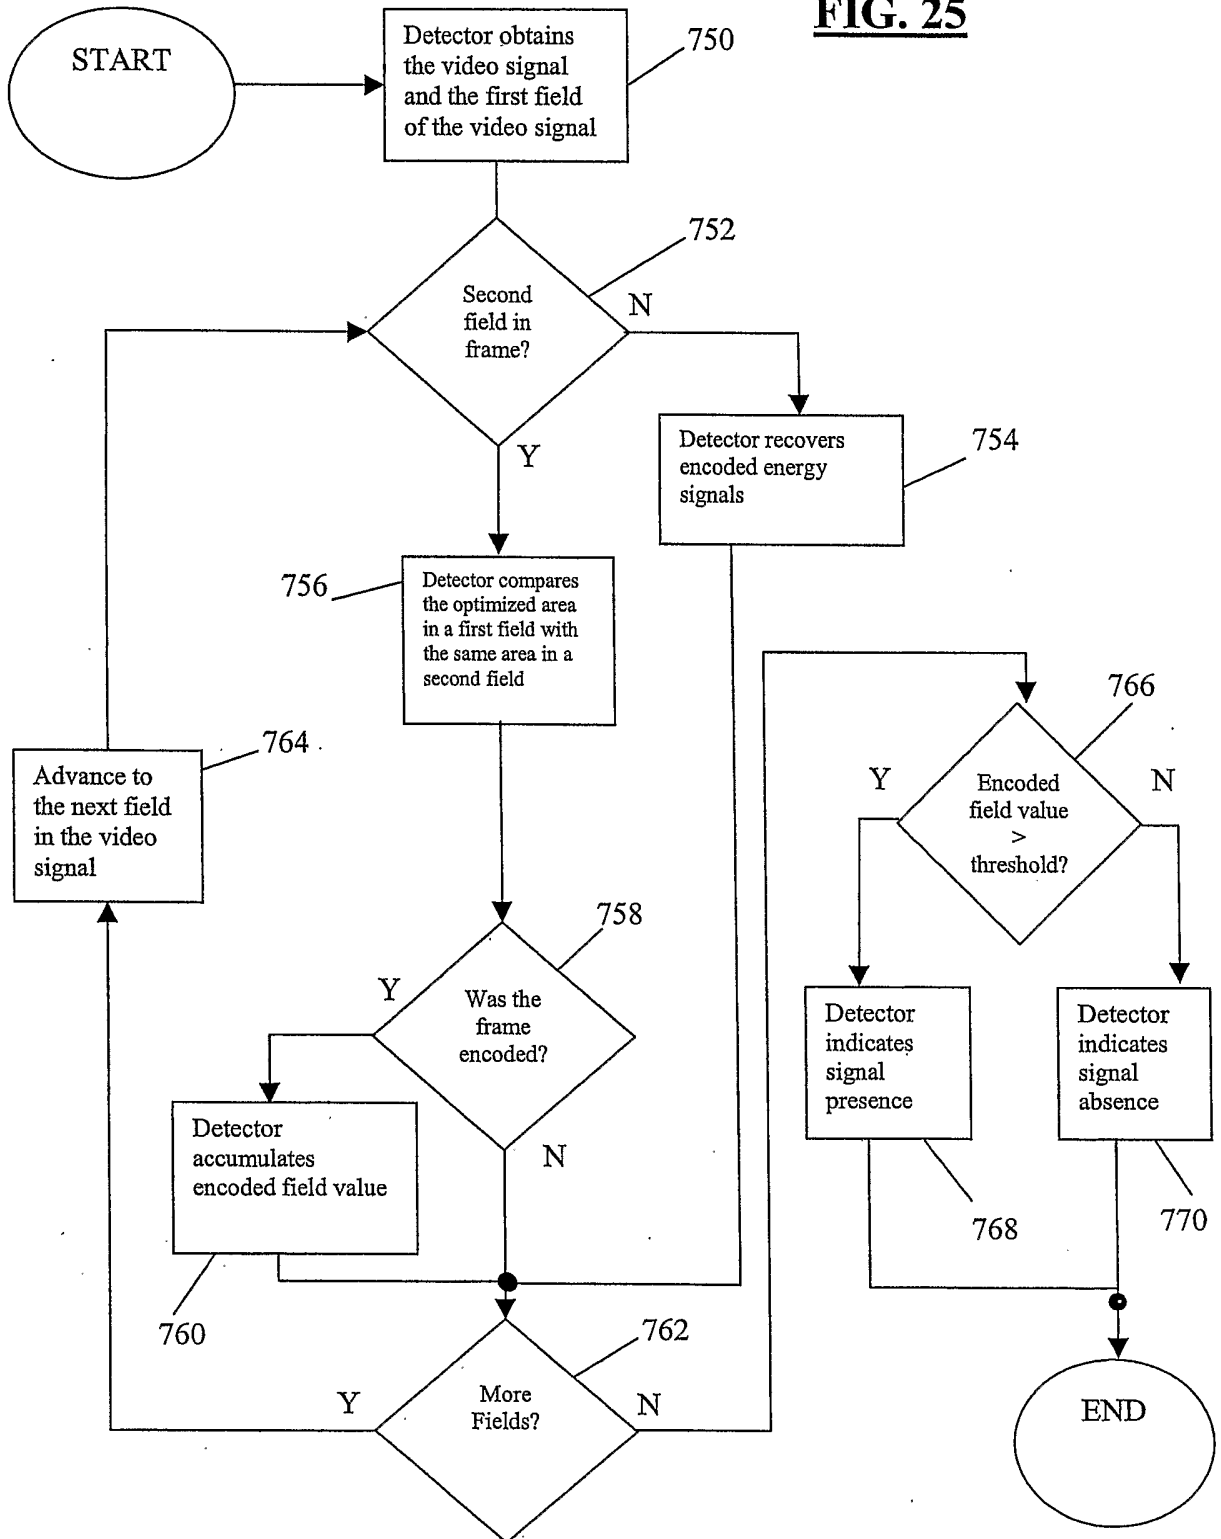 FIG. 25
START
Detector obtains
the video signal
and the first field
of the video signal
750
752
Second
field in
frame?
N
Y
Detector recovers
encoded energy
signals
754
756
Detector compares
the optimized area
in a first field with
the same area in a
second field
764
Advance to
the next field
in the video
signal
766
Encoded
field value
>
threshold?
Y
N
758
Was the
frame
encoded?
Y
N
Detector
accumulates
encoded field value
760
Detector
indicates
signal
presence
768
Detector
indicates
signal
absence
770
762
More
Fields?
Y
N
END